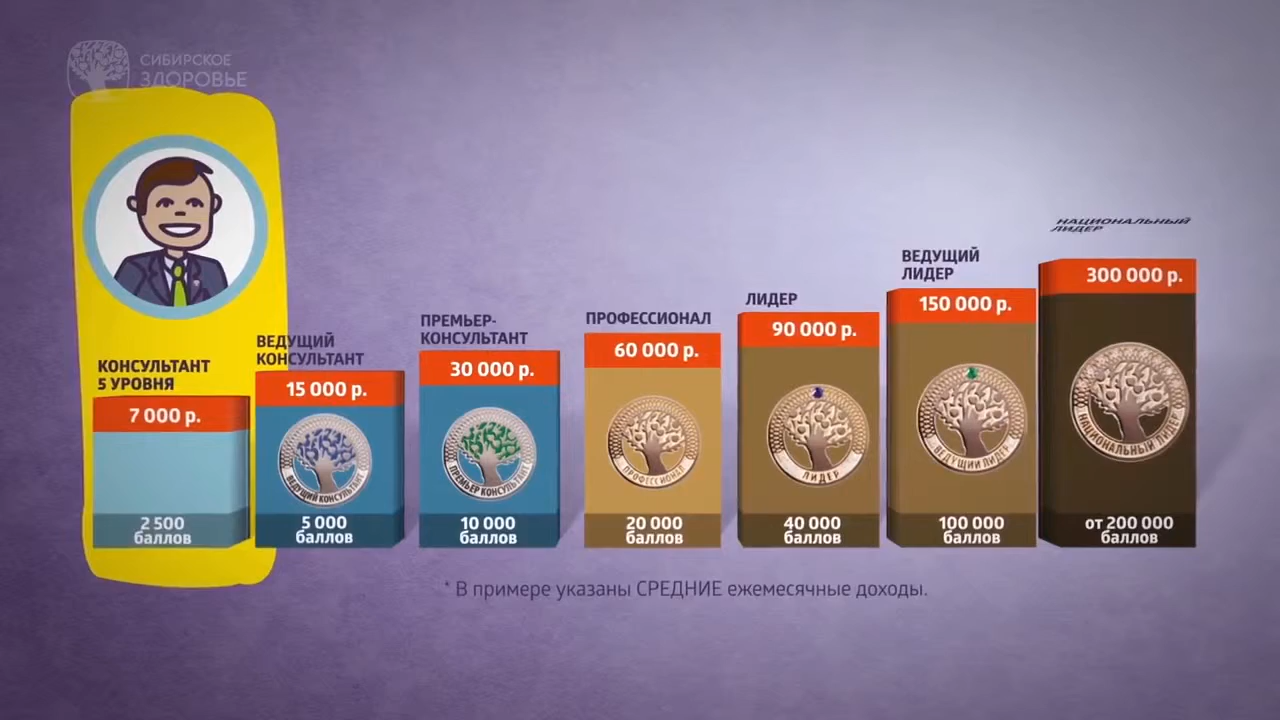 СИБИРСКОЕ
ЗДОРОВЬЕ
КОНСУЛЬТАНТ
5 УРОВНЯ
7 000 р.
2 500
баллов
ВЕДУЩИЙ
КОНСУЛЬТАНТ
15 000 р.
ВЕДУЩИЙ КОНСУЛЬТАНТ
5 000
баллов
ПРЕМЬЕР-
КОНСУЛЬТАНТ
30 000 р.
ПРЕМЬЕР КОНСУЛЬТАНТ
10 000
баллов
ПРОФЕССИОНАЛ
60 000 р.
ПРОФЕССИОНАЛ
20 000
баллов
ЛИДЕР
90 000 р.
ЛИДЕР
40 000
баллов
ВЕДУЩИЙ
ЛИДЕР
150 000 р.
ВЕДУЩИЙ ЛИДЕР
100 000
баллов
НАЦИОНАЛЬНЫЙ
ЛИДЕР
300 000 р.
НАЦИОНАЛЬНЫЙ ЛИДЕР
от 200 000
баллов
* В примере указаны СРЕДНИЕ ежемесячные доходы.